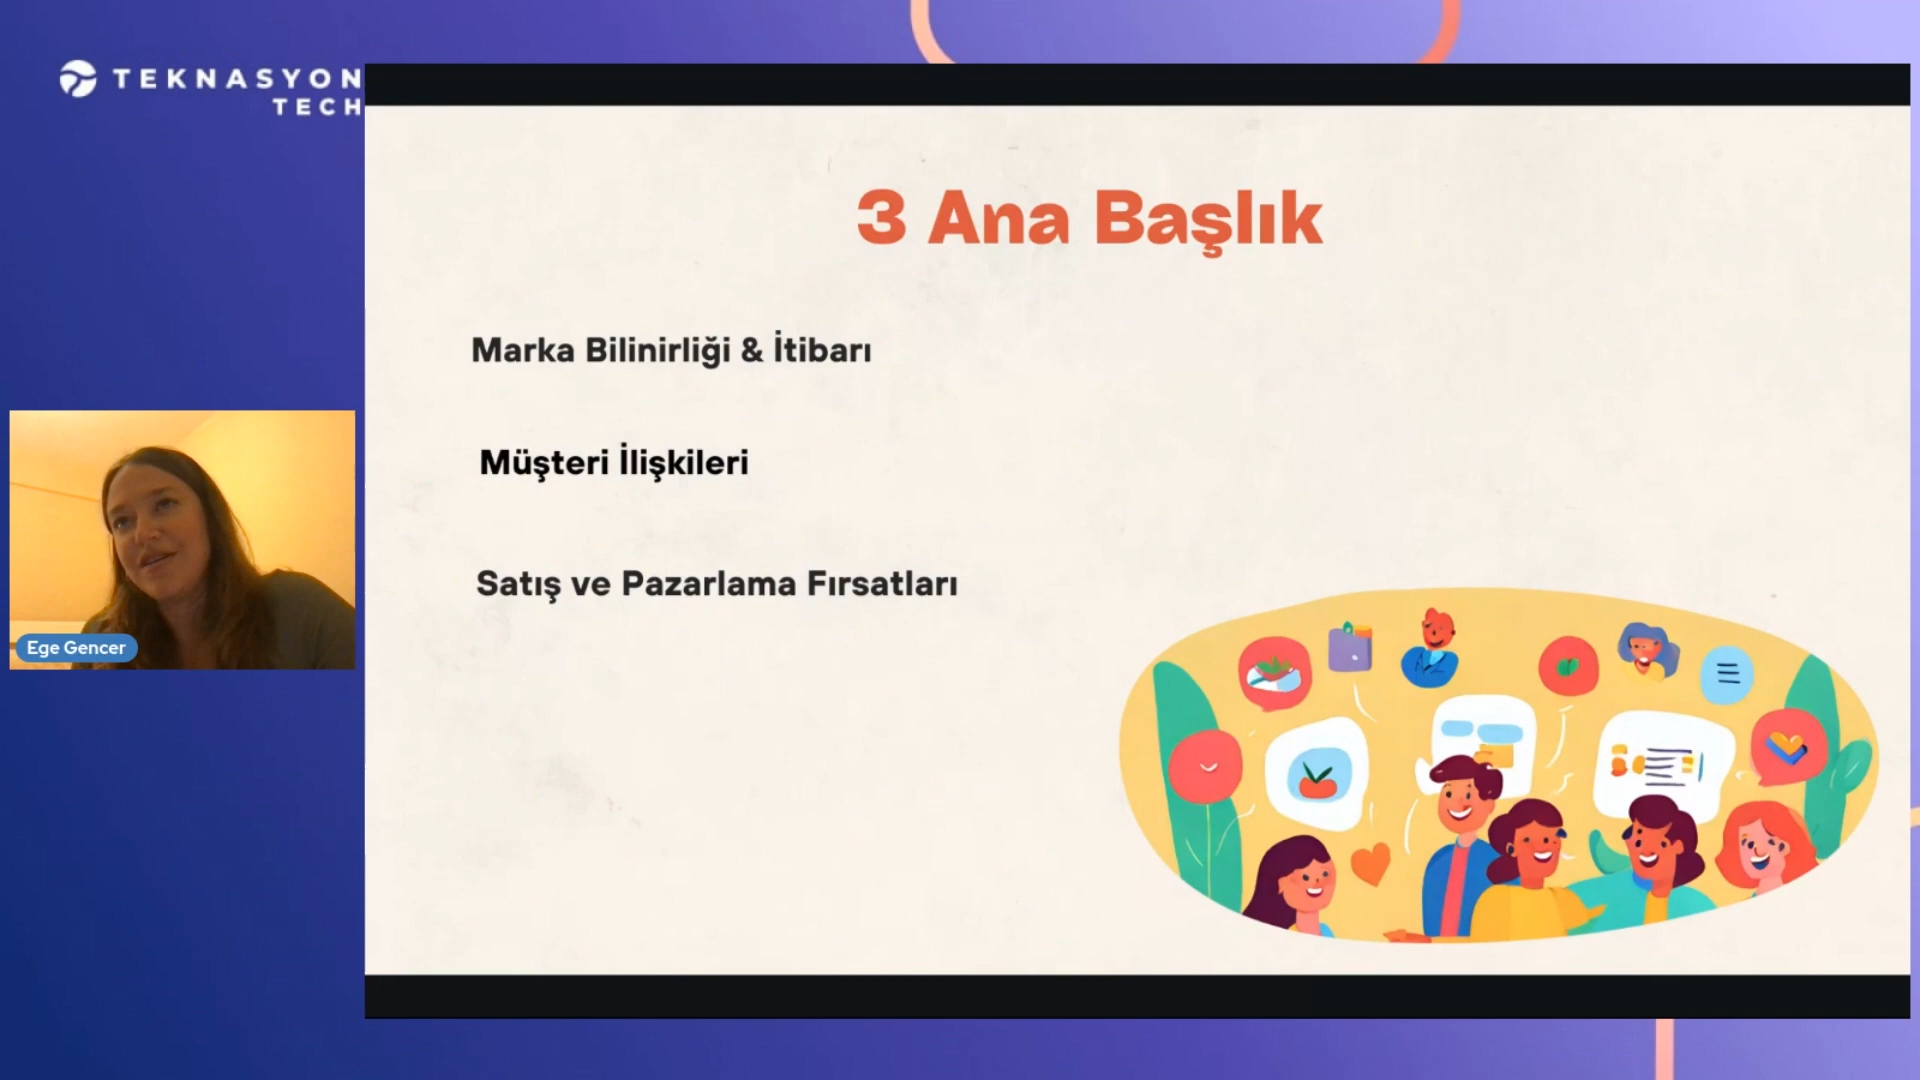 TEKNASYON
TECH
3 Ana Başlık
Marka Bilinirliği & İtibarı
Müşteri İlişkileri
Satış ve Pazarlama Fırsatları
Ege Gencer